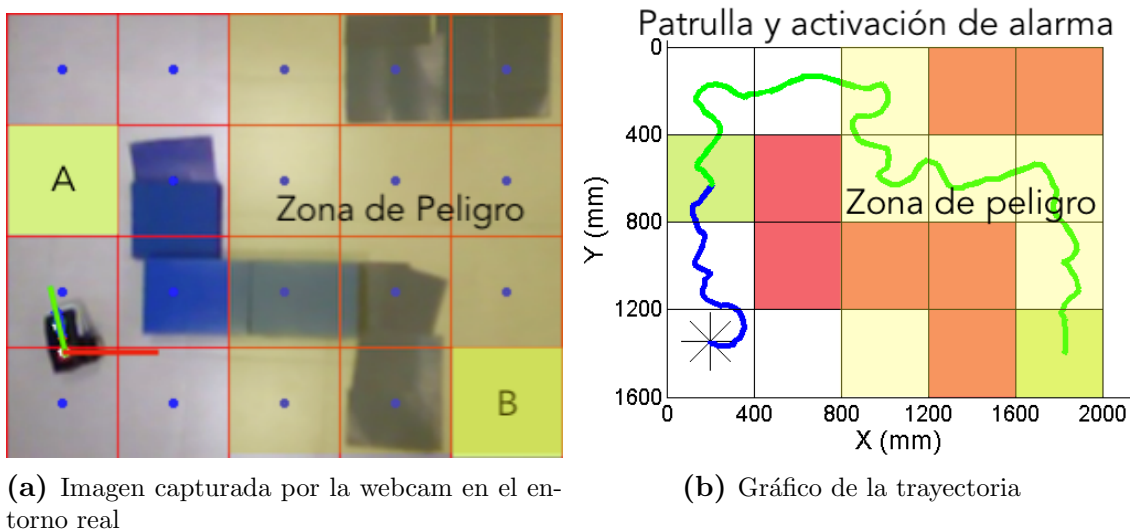 A
Zona de Peligro
B
(a) Imagen capturada por la webcam en el en-
torno real
Patrulla y activación de alarma
0
400
800
1200
1600
Y (mm)
Zona de peligro
0 400 800 1200 1600 2000
X (mm)
(b) Gráfico de la trayectoria